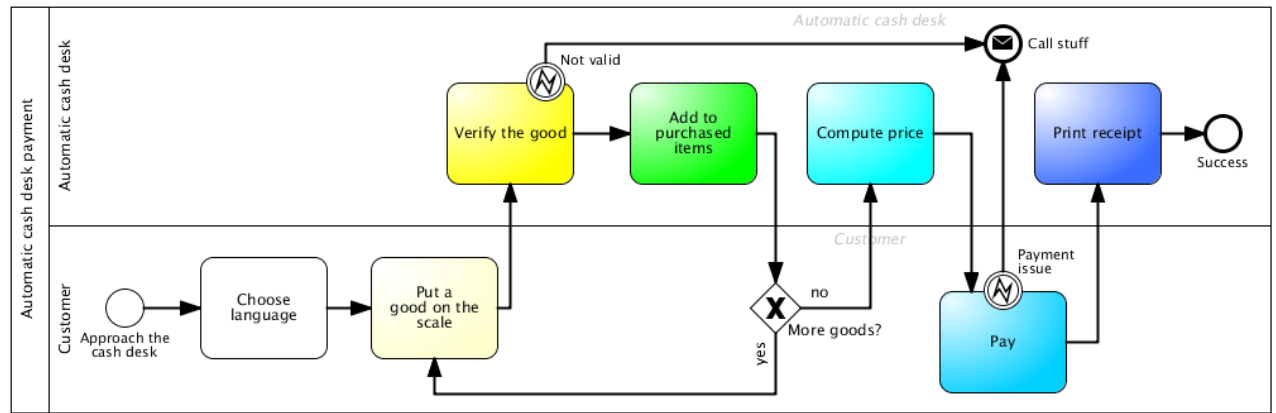 Automatic cash desk payment
Automatic cash desk
Automatic cash desk
Not valid
Call stuff
Verify the good
Add to
purchased
items
Compute price
Print receipt
Success
Customer
Customer
Approach the
cash desk
Choose
language
Put a
good on the
scale
no
More goods?
yes
Payment
issue
Pay